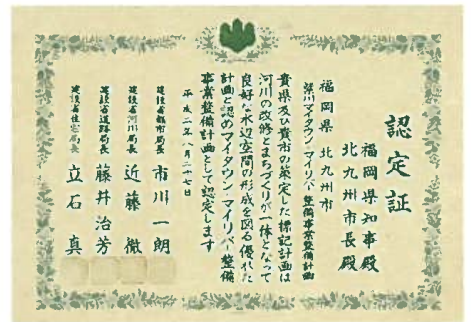 認定証
福岡県知事殿
北九州市長殿
福岡県 北九州市
紫川マイタウン・マイリバー整備事業整備計画
貴県及び貴市の策定した標記計画は
河川の改修とまちづくりが一体となって
良好な水辺空間の形成を図る優れた
計画と認めマイタウン・マイリバー整備
事業整備計画として認定します
平成二年八月二十七日
建設省都市局長 市川一朗
建設省河川局長 近藤徹
建設省道路局長 藤井治芳
建設省住宅局長 立石真